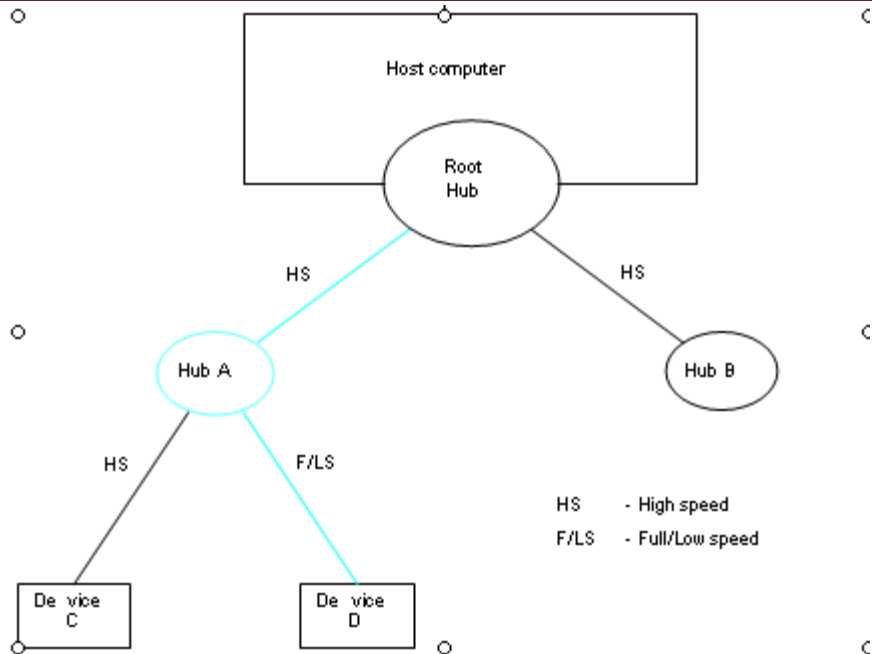 Host computer
Root
Hub
HS
HS
Hub A
Hub B
HS
F/LS
HS - High speed
F/LS - Full/Low speed
De vice
C
De vice
D